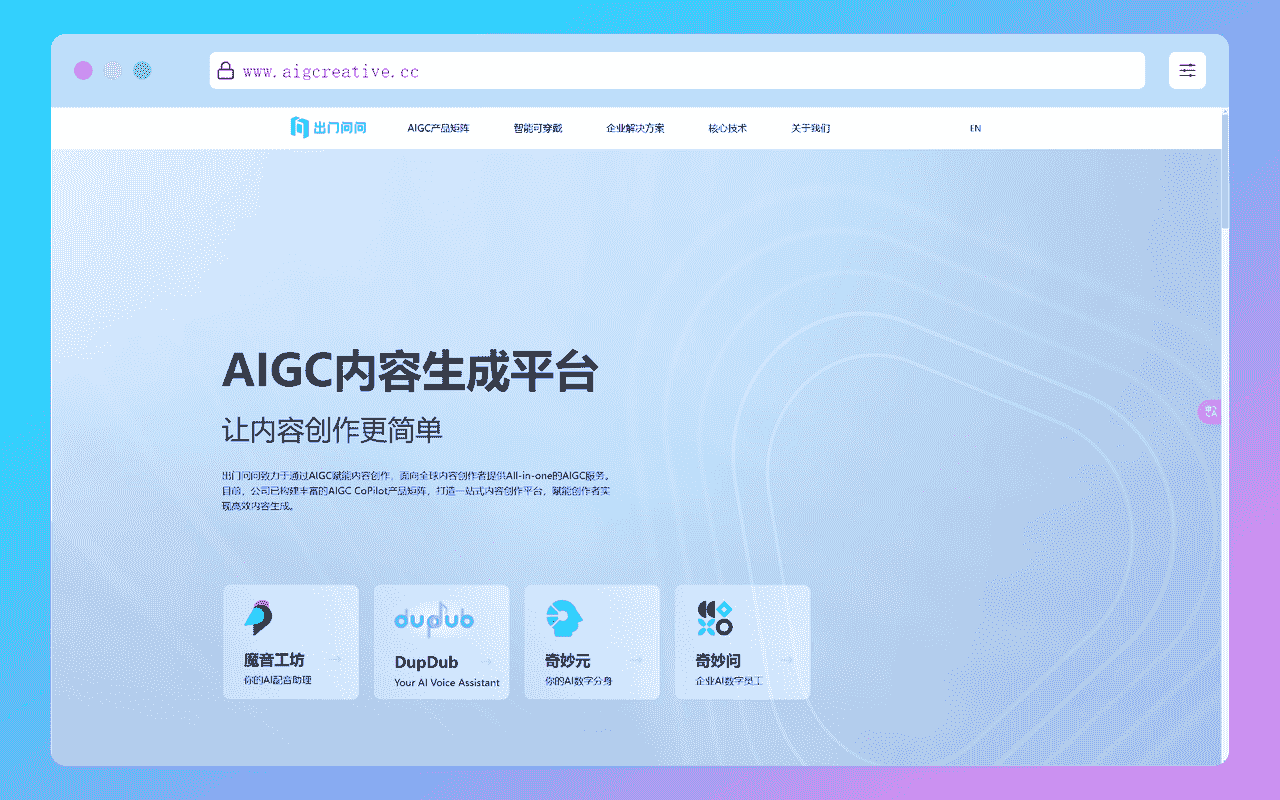 www.aigcreative.cc
出门问问 AIGC产品矩阵 智能可穿戴 企业解决方案 核心技术 关于我们 EN
AIGC内容生成平台
让内容创作更简单
出门问问致力于通过AIGC赋能内容创作，面向全球内容创作者提供All-in-one的AIGC服务。
目前，公司已构建丰富的AIGC CoPilot产品矩阵，打造一站式内容创作平台，赋能创作者实
现高效内容生成。
魔音工坊
你的AI配音助理
dupdub
DupDub
Your AI Voice Assistant
奇妙元
你的AI数字分身
奇妙问
企业AI数字员工